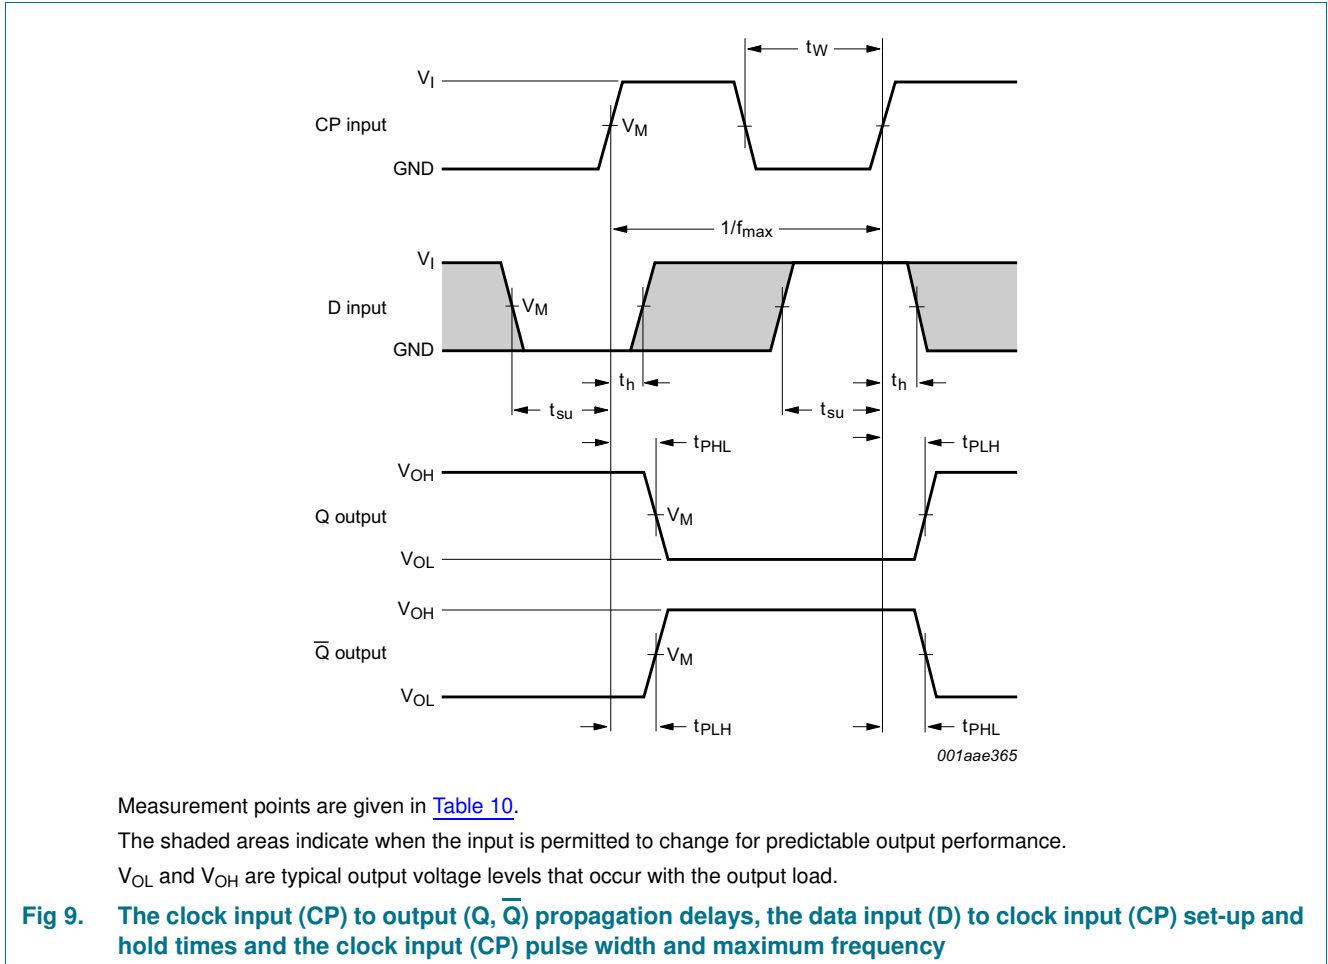 tW
VI
CP input
VM
GND
1/fmax
VI
D input
VM
GND
th
th
tsu
tsu
tPHL
tPLH
VOH
Q output
VM
VOL
VOH
Q̅ output
VM
VOL
tPLH
tPHL
001aae365
Measurement points are given in Table 10.
The shaded areas indicate when the input is permitted to change for predictable output performance.
VOL and VOH are typical output voltage levels that occur with the output load.
Fig 9. The clock input (CP) to output (Q, Q̅) propagation delays, the data input (D) to clock input (CP) set-up and
hold times and the clock input (CP) pulse width and maximum frequency